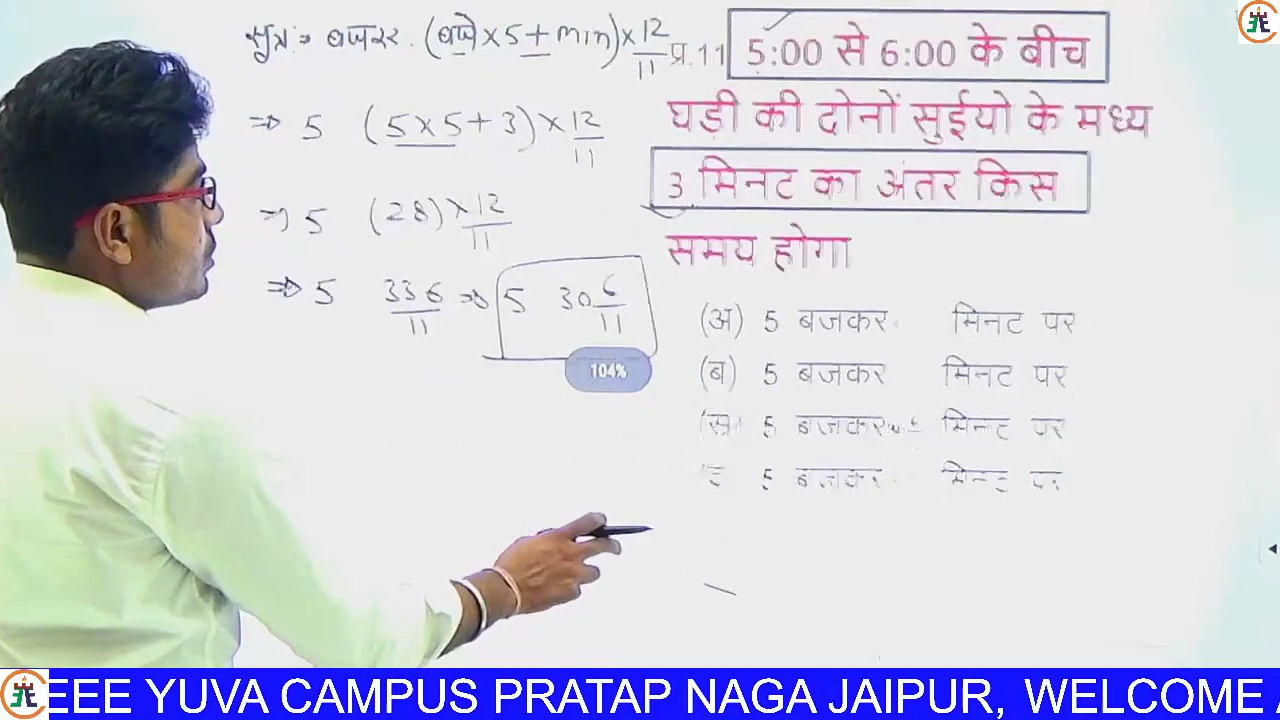 सूत्र:- बजकर (बजे×5+min)×12/11
⇒ 5 (5×5+3)×12/11
⇒ 5 (28)×12/11
⇒ 5 336/11 ⇒ 5 30 6/11
104%
प्र.11 5:00 से 6:00 के बीच
घड़ी की दोनों सुईयो के मध्य
3 मिनट का अंतर किस
समय होगा
(अ) 5 बजकर मिनट पर
(ब) 5 बजकर मिनट पर
(स) 5 बजकर मिनट पर
5 बजकर मिनट पर
EEE YUVA CAMPUS PRATAP NAGA JAIPUR, WELCOME